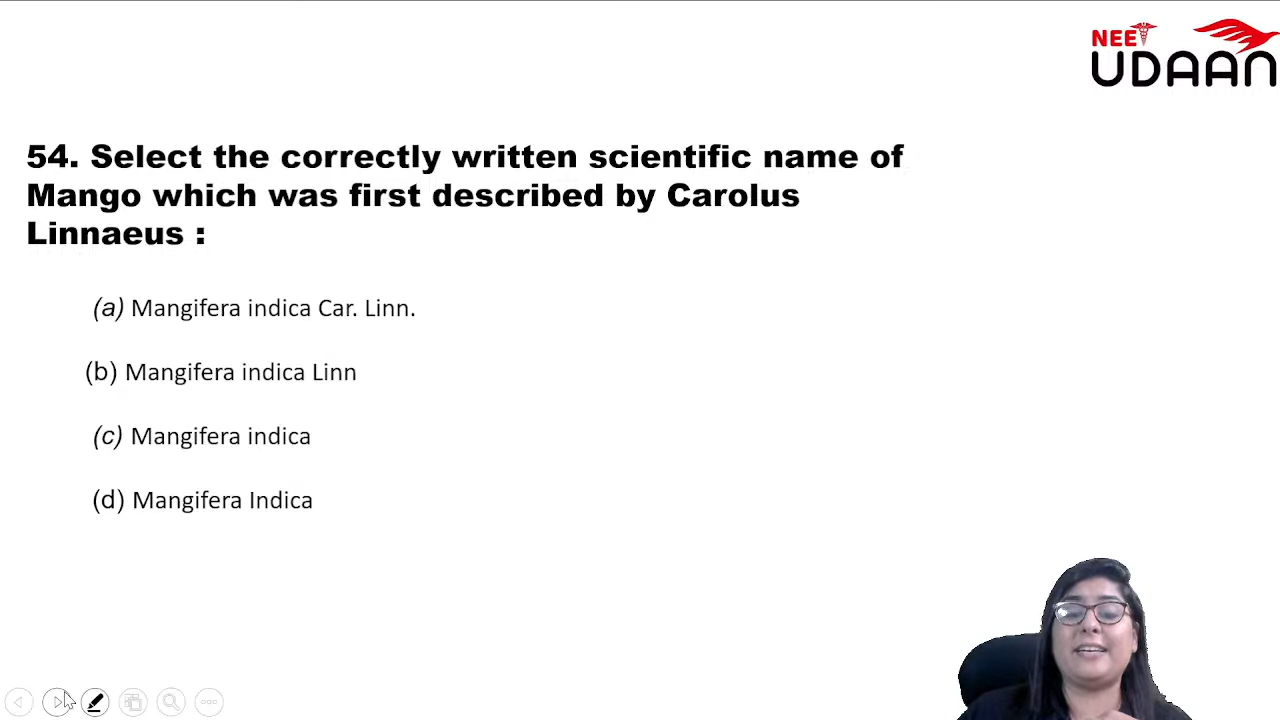 NEET
UDAAN
54. Select the correctly written scientific name of
Mango which was first described by Carolus
Linnaeus :
(a) Mangifera indica Car. Linn.
(b) Mangifera indica Linn
(c) Mangifera indica
(d) Mangifera Indica